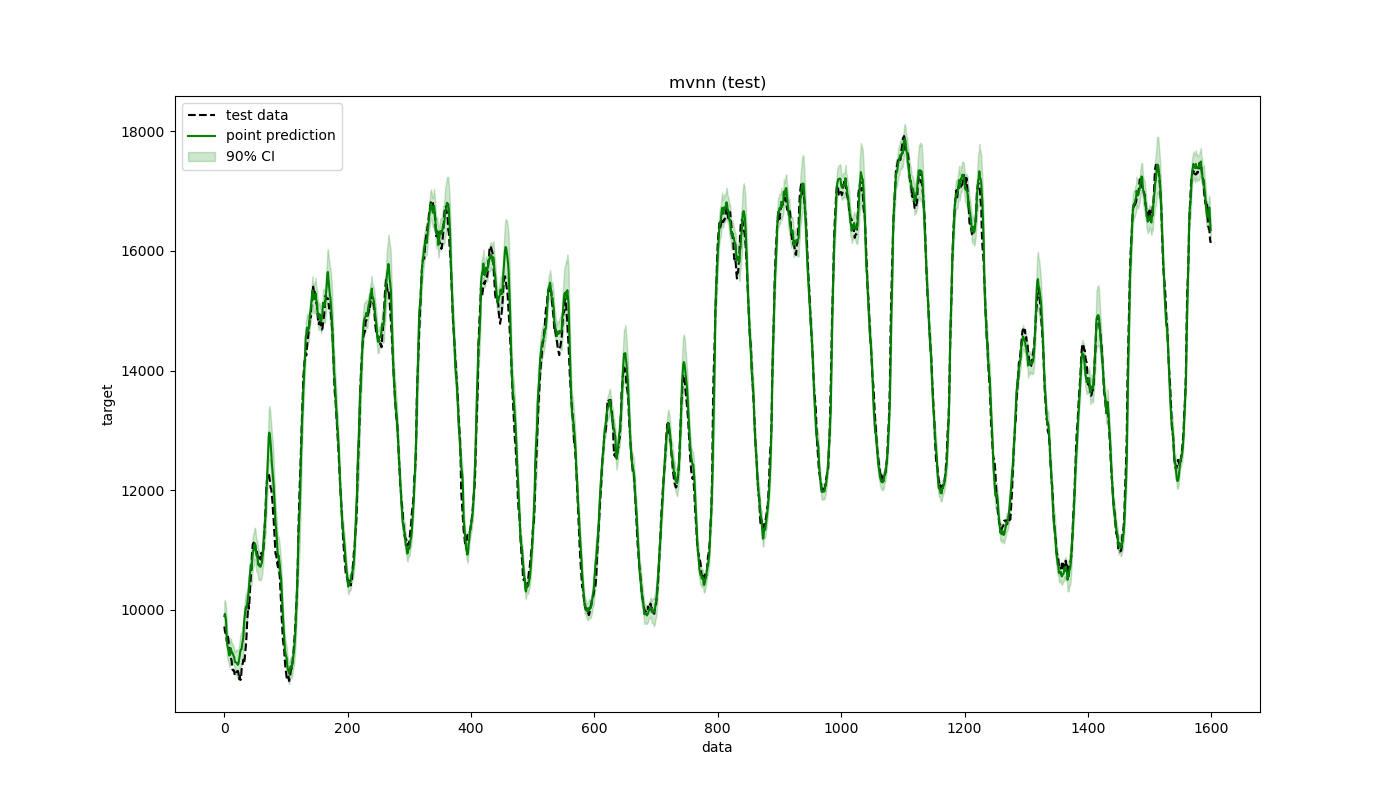 mvnn (test)
test data
point prediction
90% CI
18000
16000
14000
12000
10000
target
0 200 400 600 800 1000 1200 1400 1600
data